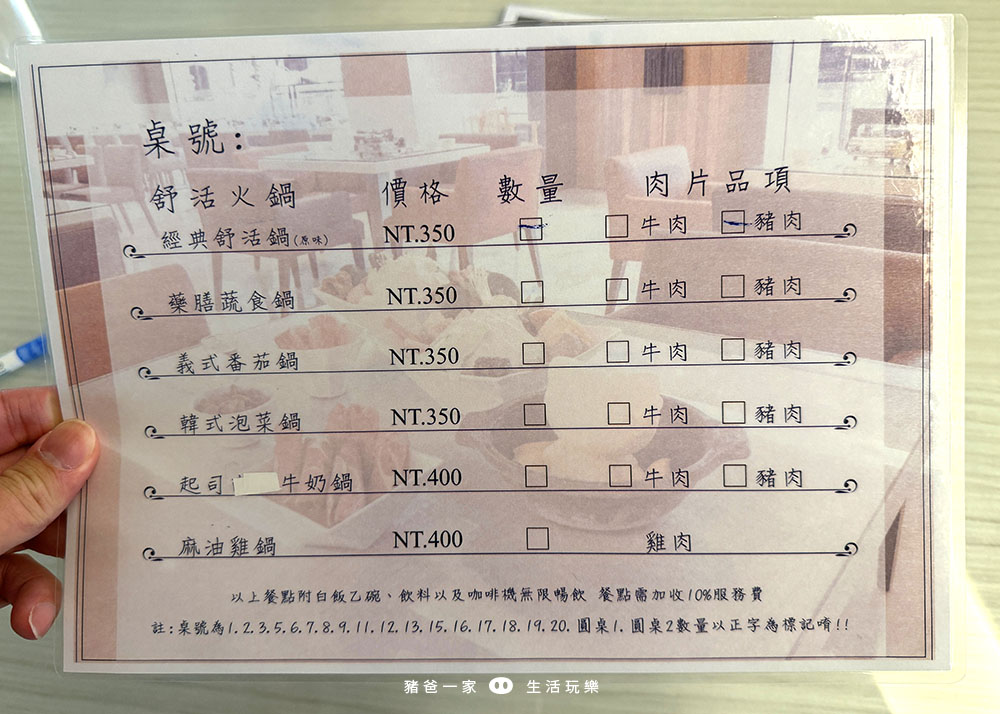 桌號:
舒活火鍋 價格 數量 肉片品項
經典舒活鍋(原味) NT.350 □ □牛肉 □豬肉
藥膳蔬食鍋 NT.350 □ □牛肉 □豬肉
義式番茄鍋 NT.350 □ □牛肉 □豬肉
韓式泡菜鍋 NT.350 □ □牛肉 □豬肉
起司 牛奶鍋 NT.400 □ □牛肉 □豬肉
麻油雞鍋 NT.400 □ 雞肉
以上餐點附白飯乙碗、飲料以及咖啡機無限暢飲 餐點需加收10%服務費
註:桌號為1.2.3.5.6.7.8.9.11.12.13.15.16.17.18.19.20.圓桌1.圓桌2數量以正字為標記唷!!
豬爸一家 生活玩樂